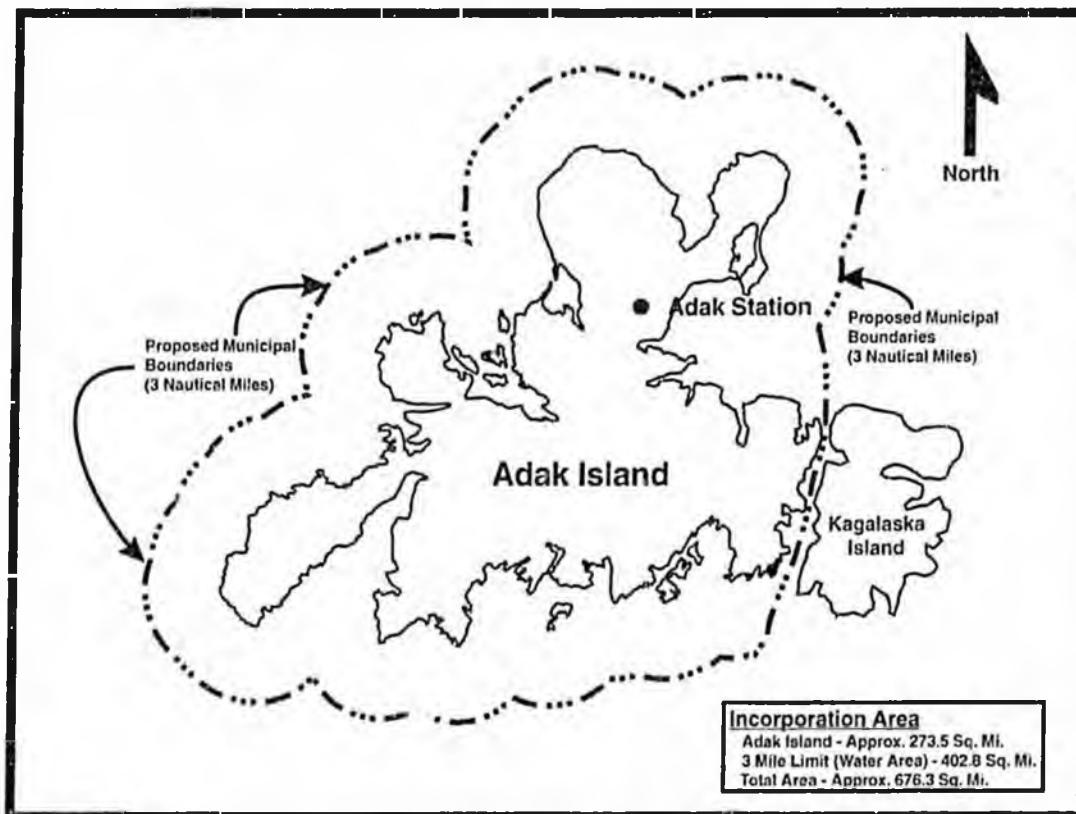 North
Adak Station
Proposed Municipal
Boundaries
(3 Nautical Miles)
Proposed Municipal
Boundaries
(3 Nautical Miles)
Adak Island
Kagalaska
Island
Incorporation Area
Adak Island - Approx. 273.5 Sq. Mi.
3 Mile Limit (Water Area) - 402.8 Sq. Mi.
Total Area - Approx. 676.3 Sq. Mi.